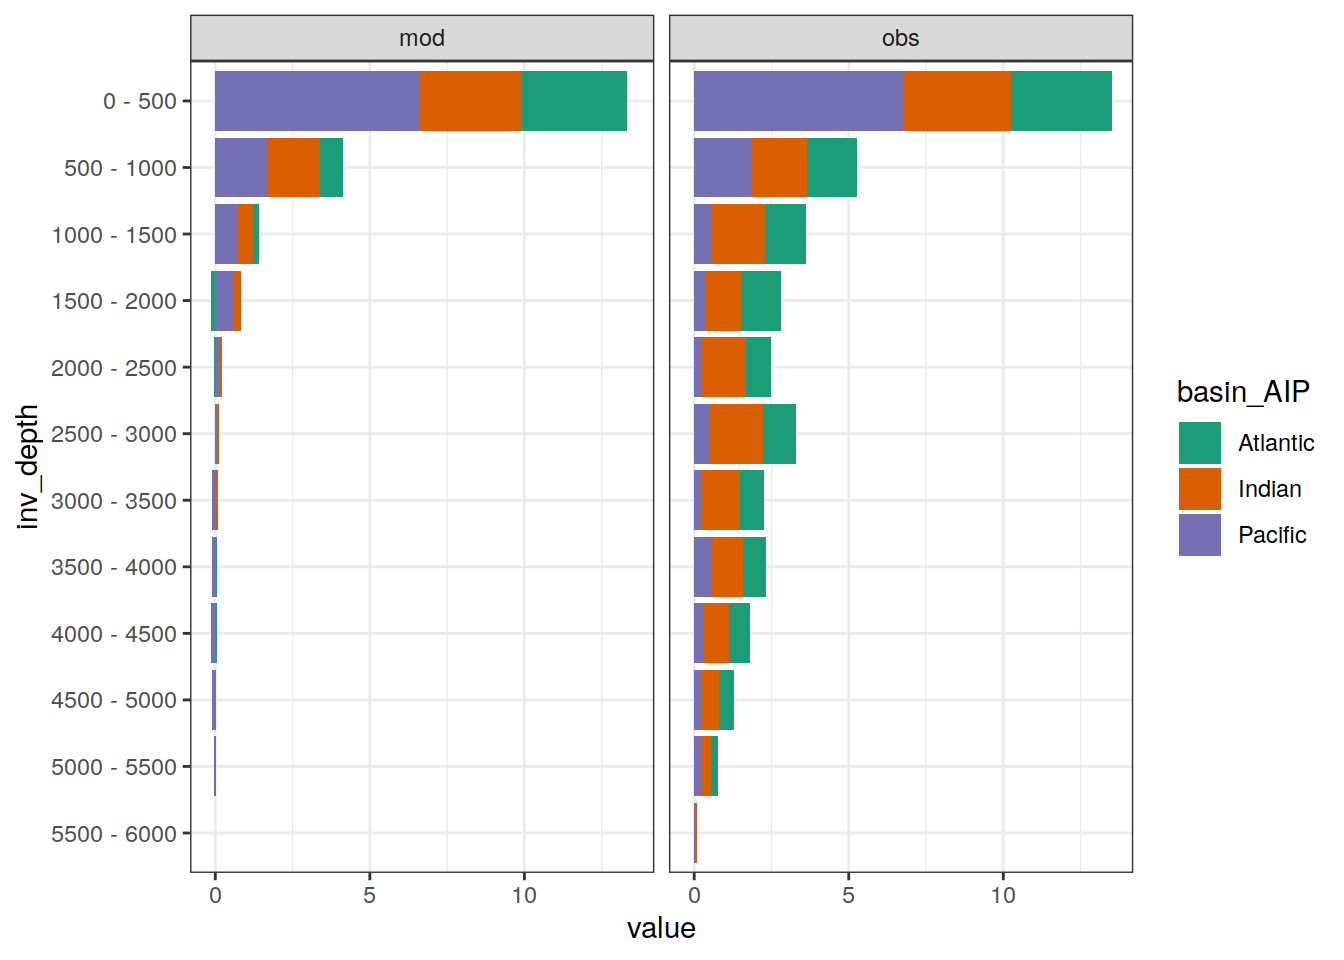 mod
obs
0 - 500
500 - 1000
1000 - 1500
1500 - 2000
2000 - 2500
2500 - 3000
3000 - 3500
3500 - 4000
4000 - 4500
4500 - 5000
5000 - 5500
5500 - 6000
inv_depth
0 5 10
0 5 10
value
basin_AIP
Atlantic
Indian
Pacific